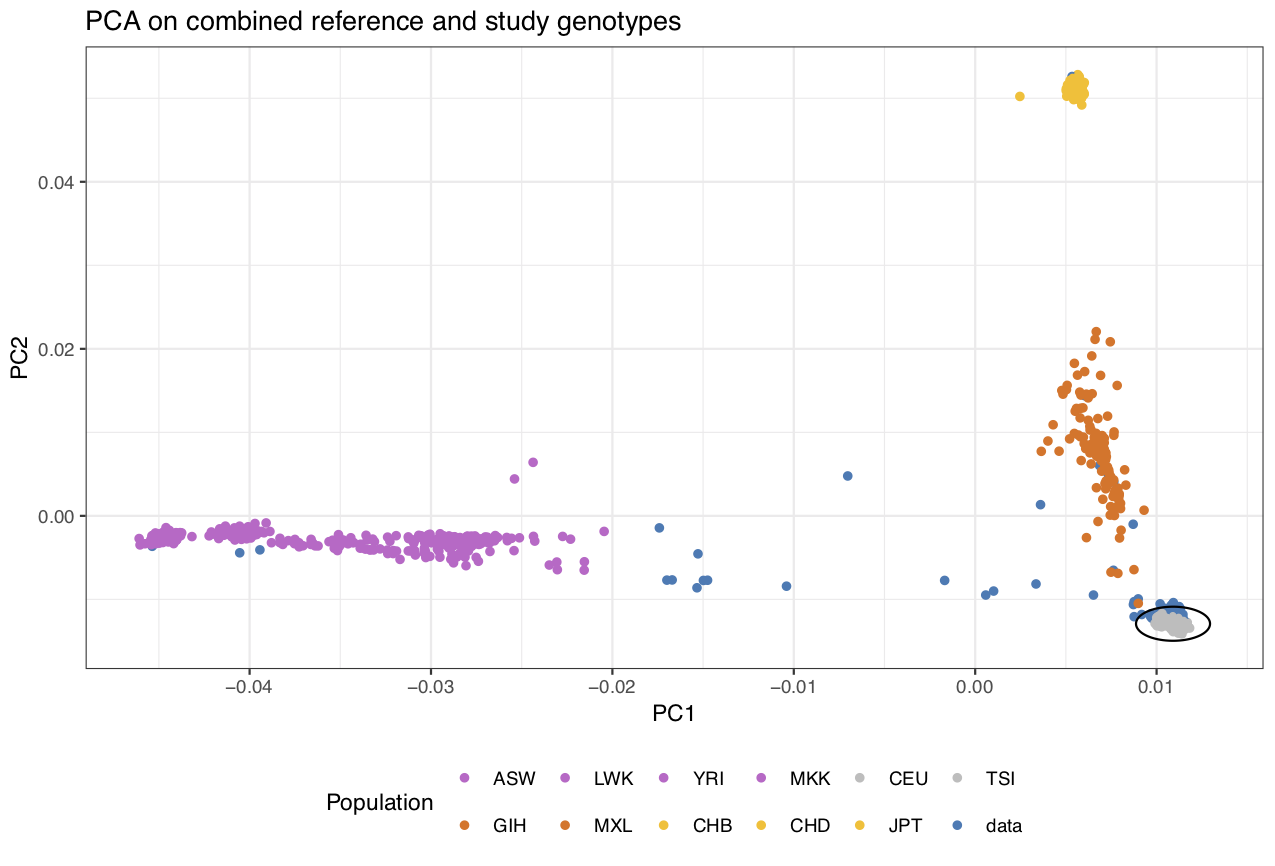 PCA on combined reference and study genotypes
PC2
0.04
0.02
0.00
−0.04 −0.03 −0.02 −0.01 0.00 0.01
PC1
Population
ASW LWK YRI MKK CEU TSI
GIH MXL CHB CHD JPT data